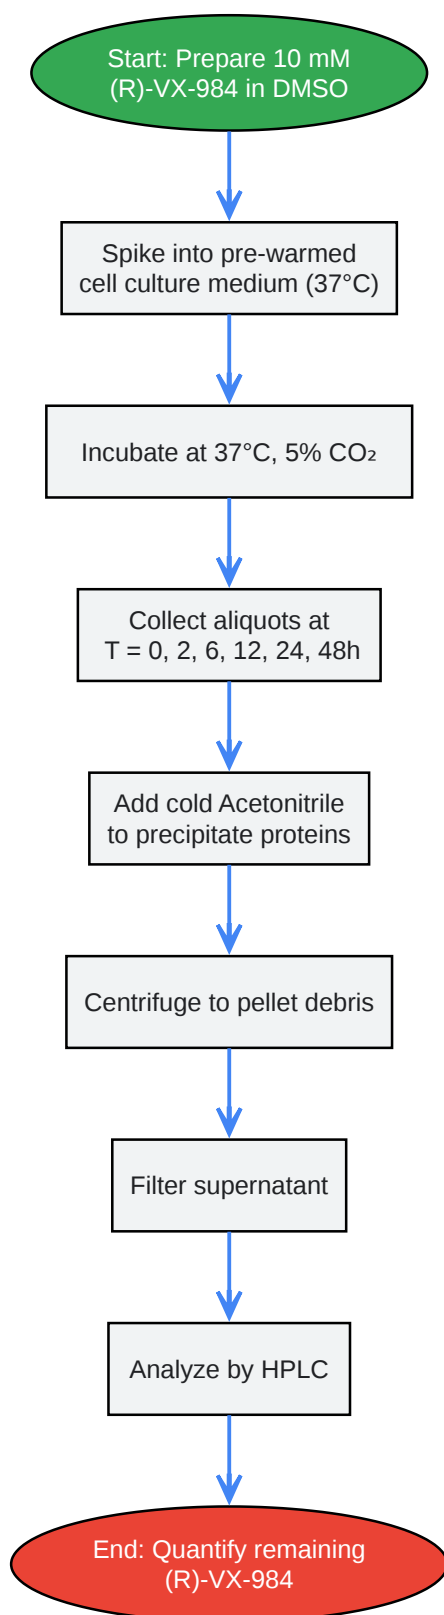 Start: Prepare 10 mM
(R)-VX-984 in DMSO
Spike into pre-warmed
cell culture medium (37°C)
Incubate at 37°C, 5% CO₂
Collect aliquots at
T = 0, 2, 6, 12, 24, 48h
Add cold Acetonitrile
to precipitate proteins
Centrifuge to pellet debris
Filter supernatant
Analyze by HPLC
End: Quantify remaining
(R)-VX-984